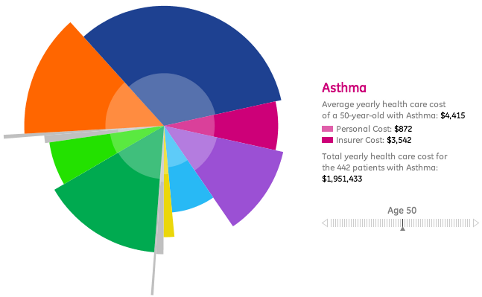 Asthma
Average yearly health care cost
of a 50-year-old with Asthma: $4,415
Personal Cost: $872
Insurer Cost: $3,542
Total yearly health care cost for
the 442 patients with Asthma:
$1,951,433
Age 50